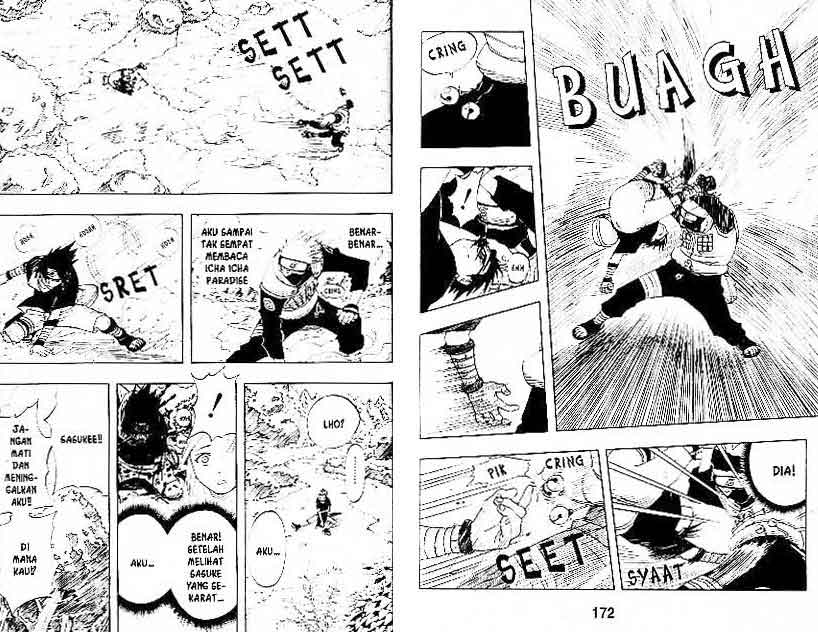 BUAGH
CRING
DIA!
SYAAT
CRING
PIK
SEET
172
SETT
SETT
BENAR-
BENAR...
AKU SAMPAI
TAK SEMPAT
MEMBACA
ICHA ICHA
PARADISE
CRING
SRET
LHO?
AKU...
!
BENAR!
SETELAH
MELIHAT
SASUKE
YANG SE-
KARAT...
AKU...
SASUKEE!!
JA-
NGAN
MATI
DAN
MENING-
GALKAN
AKU!!
DI
MANA
KAU!?